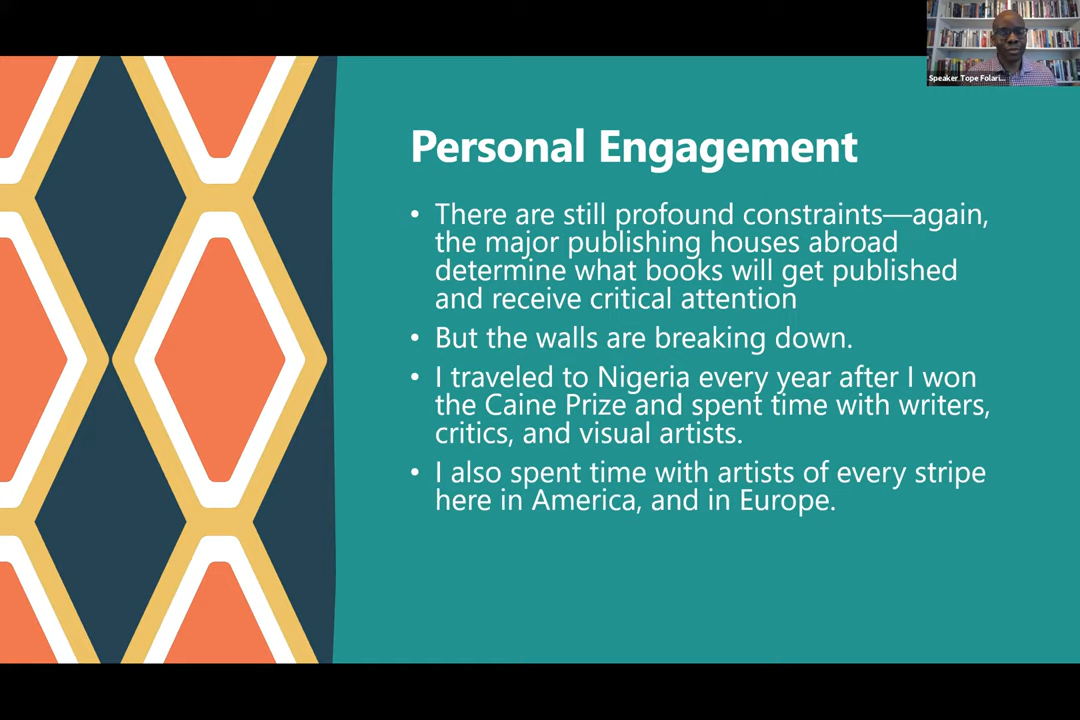 Speaker Tope Folari...
Personal Engagement
• There are still profound constraints—again,
the major publishing houses abroad
determine what books will get published
and receive critical attention
• But the walls are breaking down.
• I traveled to Nigeria every year after I won
the Caine Prize and spent time with writers,
critics, and visual artists.
• I also spent time with artists of every stripe
here in America, and in Europe.